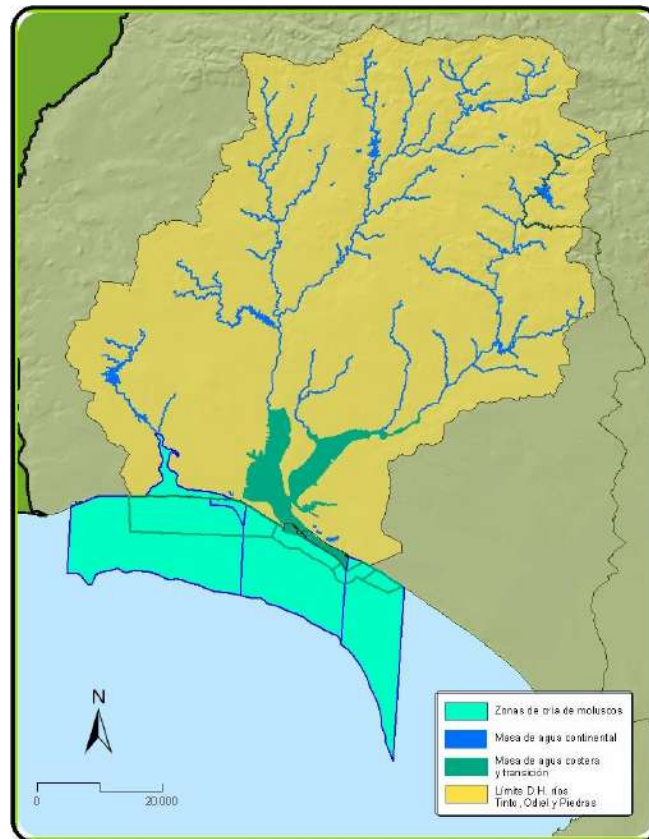 N
0
20.000
Zonas de cría de moluscos
Masa de agua continental
Masa de agua costera
y transición
Límite D.H. ríos
Tinto, Odiel y Piedras